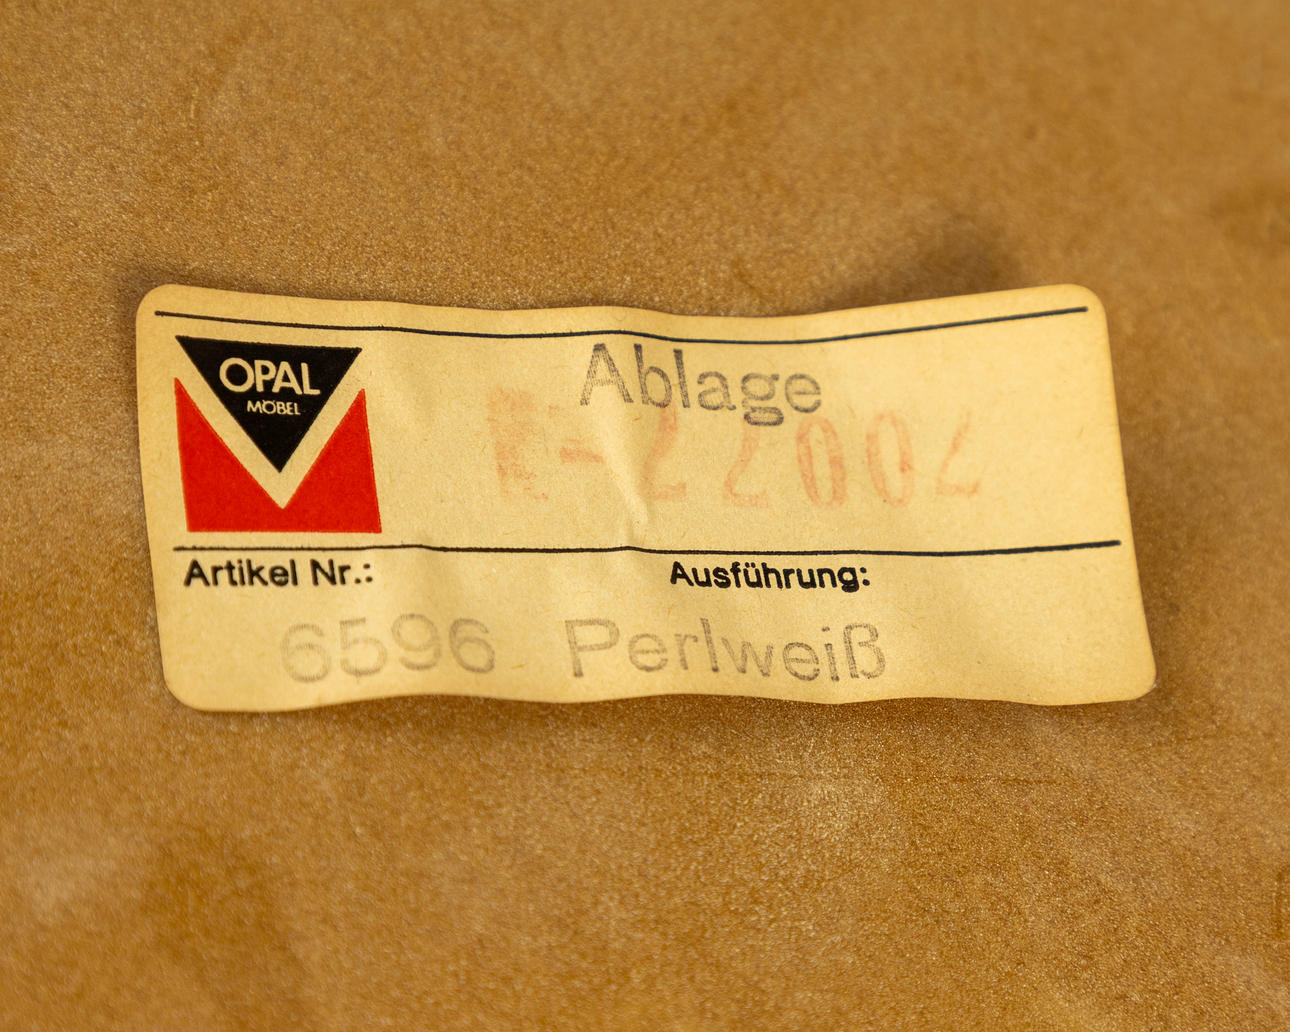 OPAL
MÖBEL
Ablage
Artikel Nr.:
Ausführung:
6596 Perlweiß